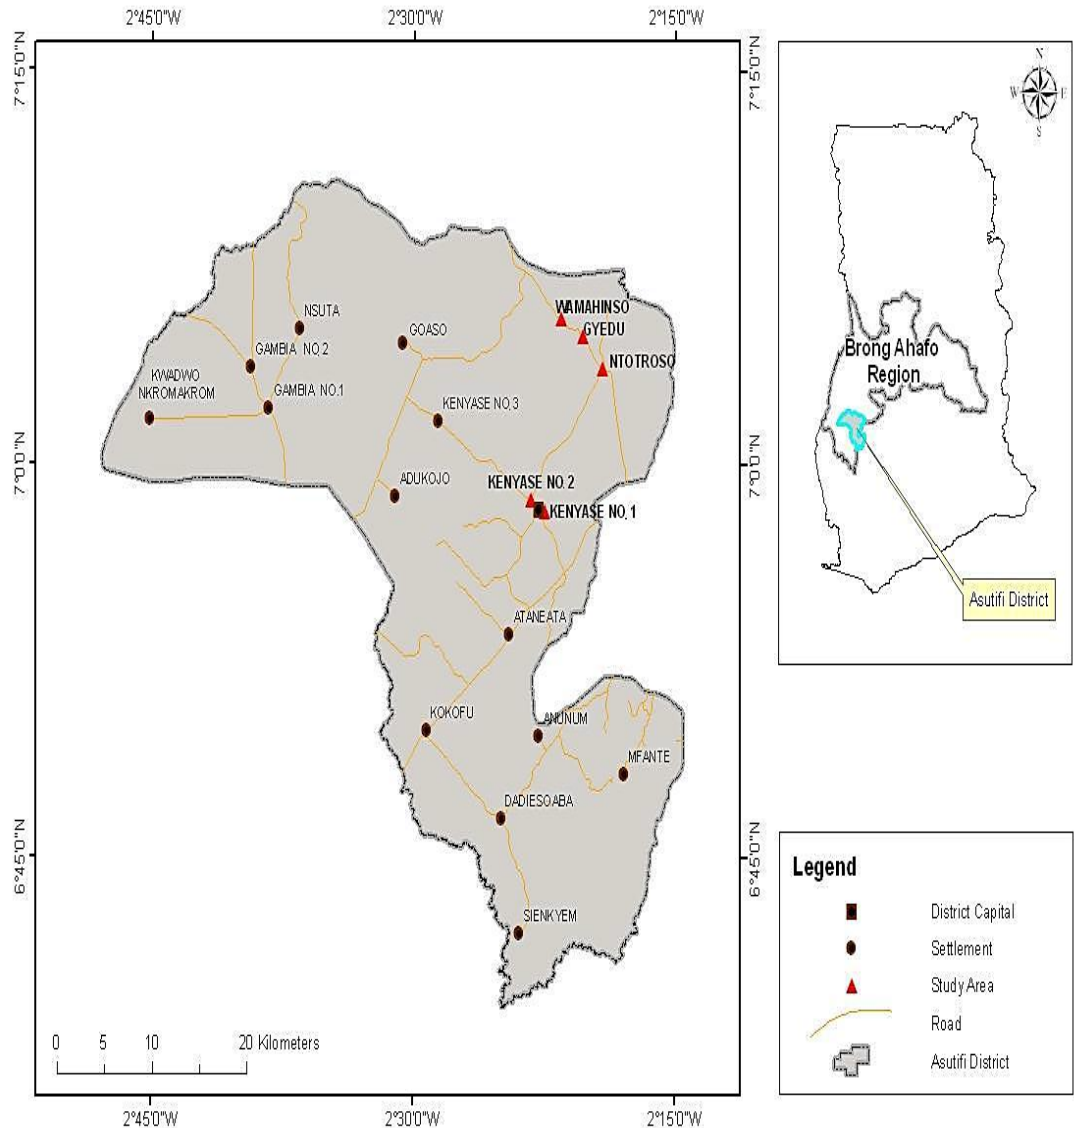 2°45'0"W
2°30'0"W
2°15'0"W
7°15'0"N
7°15'0"N
N
W
E
S
WAMAHINSO
NSUTA
GYEDU
GOASO
GAMBIA NO.2
NTOTROSO
KWADWO
NKROMAKROM
GAMBIA NO.1
KENYASE NO.3
7°0'0"N
7°0'0"N
ADUKOJO
KENYASE NO.2
KENYASE NO.1
ATANEATA
KOKOFU
ANUNUM
MFANTE
DADIESOABA
6°45'0"N
6°45'0"N
SIENKYEM
0
5
10
20 Kilometers
2°45'0"W
2°30'0"W
2°15'0"W
Brong Ahafo
Region
Asutifi District
Legend
District Capital
Settlement
Study Area
Road
Asutifi District